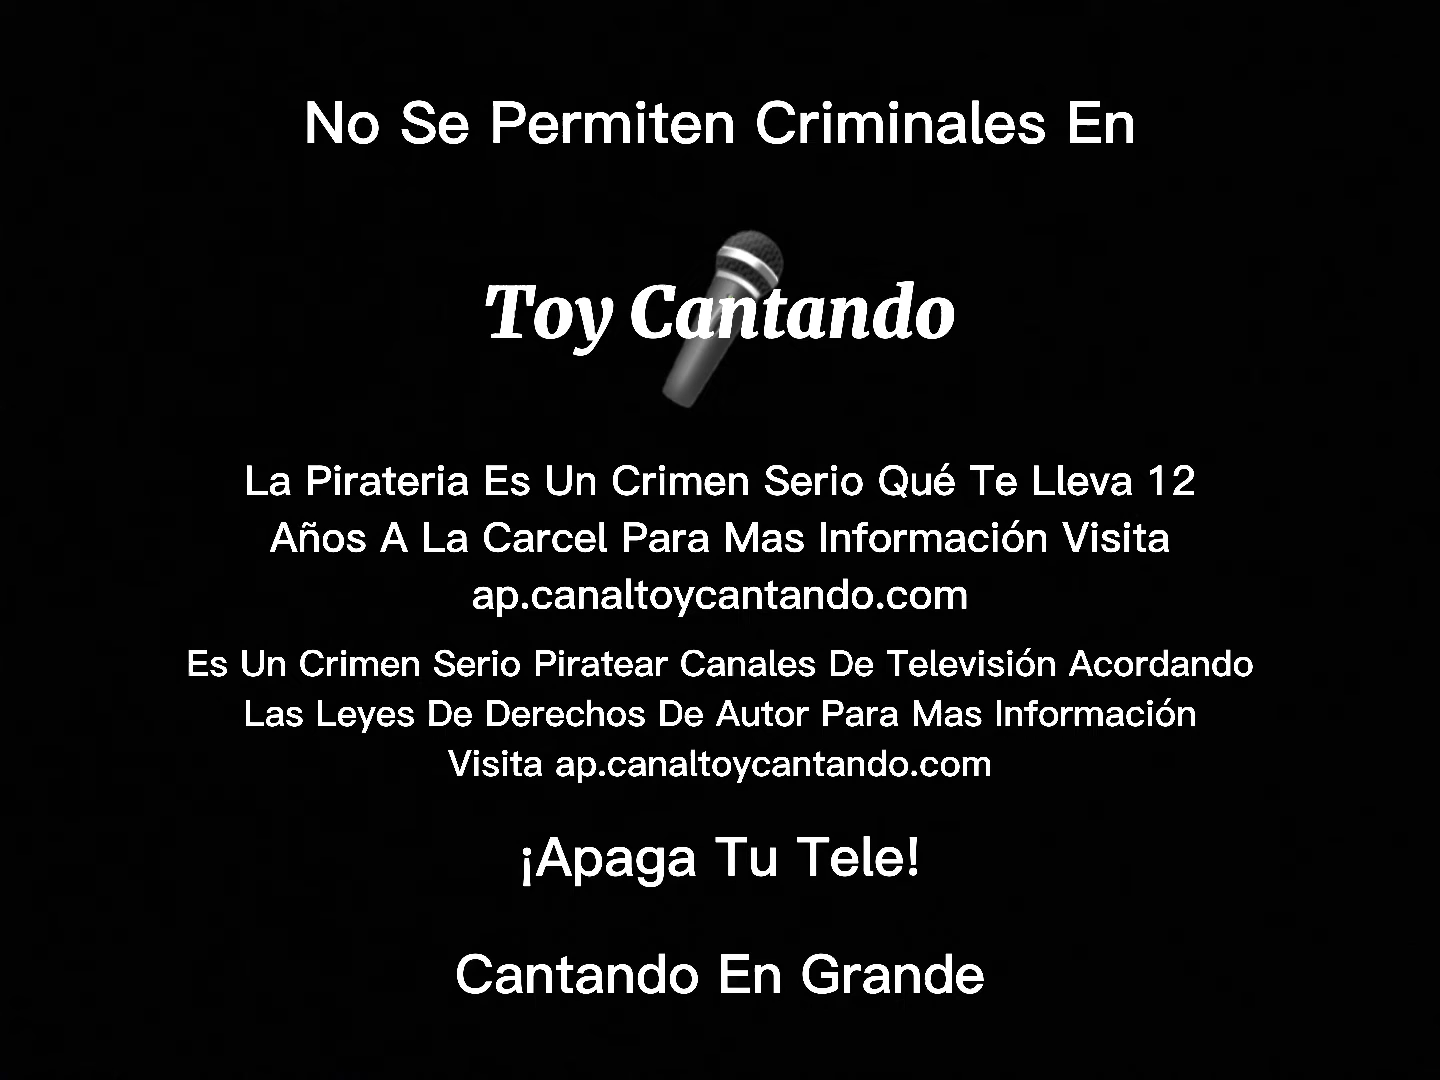 No Se Permiten Criminales En
Toy Cantando
La Pirateria Es Un Crimen Serio Qué Te Lleva 12
Años A La Carcel Para Mas Información Visita
ap.canaltoycantando.com
Es Un Crimen Serio Piratear Canales De Televisión Acordando
Las Leyes De Derechos De Autor Para Mas Información
Visita ap.canaltoycantando.com
¡Apaga Tu Tele!
Cantando En Grande